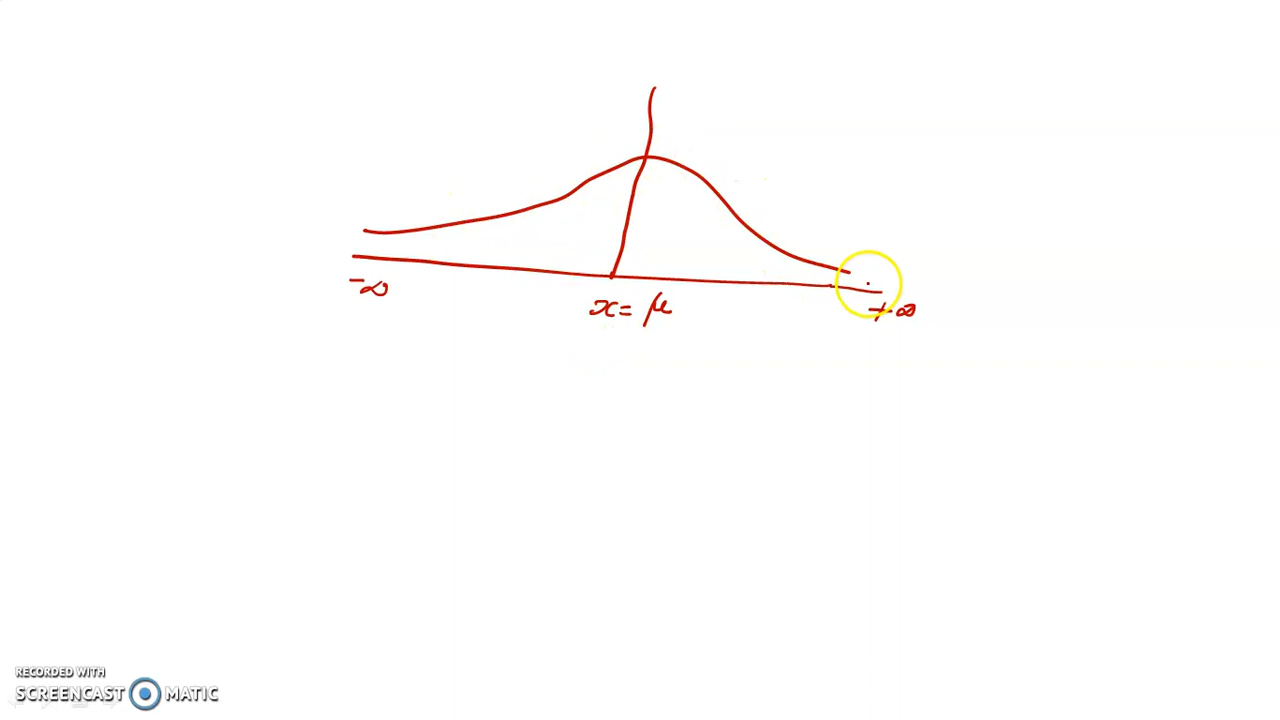 -∞
x = μ
+∞
RECORDED WITH
SCREENCAST MATIC